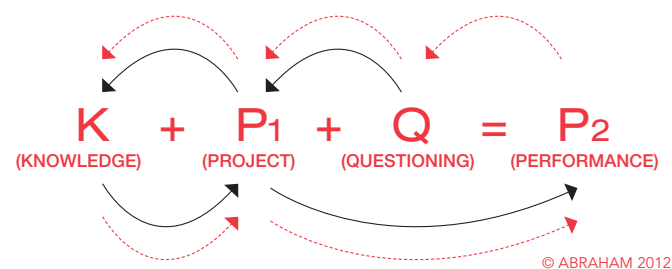 K + P1 + Q = P2
(KNOWLEDGE) (PROJECT) (QUESTIONING) (PERFORMANCE)
© ABRAHAM 2012